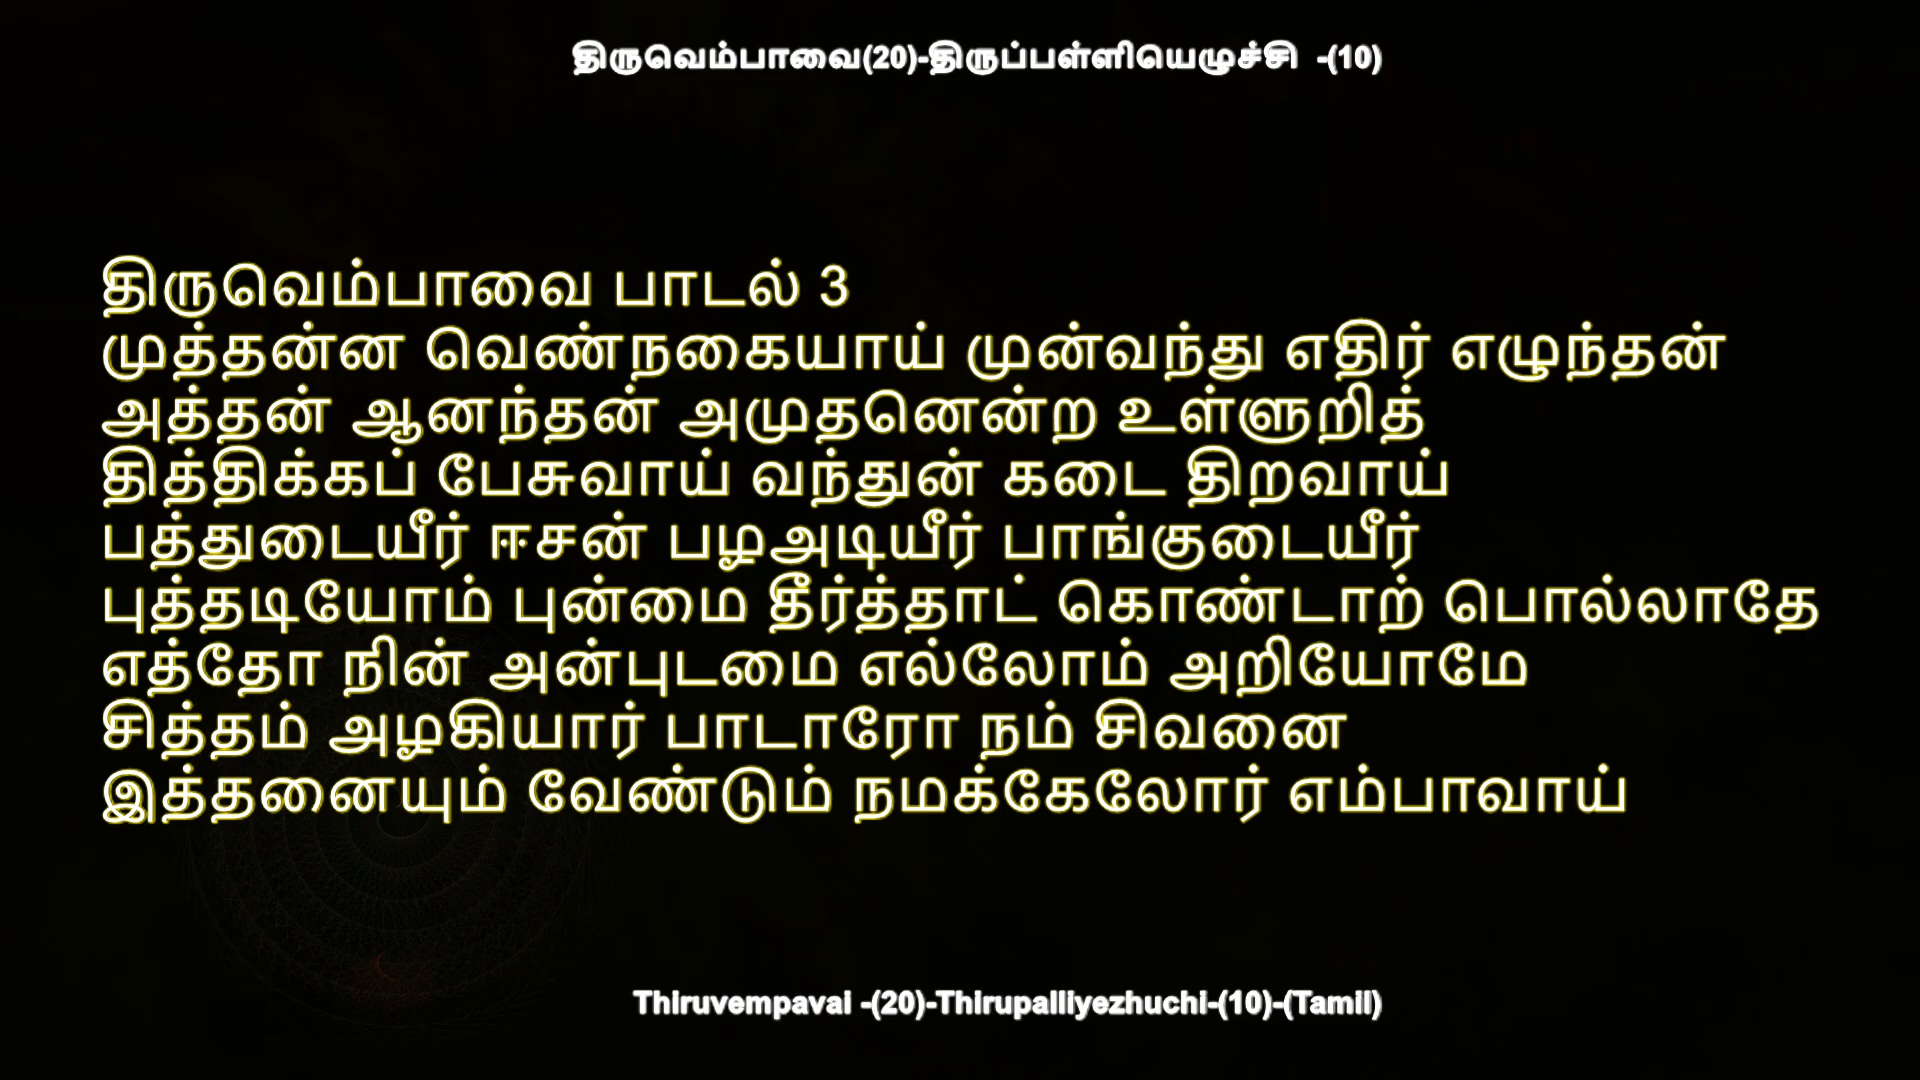 திருவெம்பாவை(20)-திருப்பள்ளியெழுச்சி -(10)
திருவெம்பாவை பாடல் 3
முத்தன்ன வெண்நகையாய் முன்வந்து எதிர் எழுந்தன்
அத்தன் ஆனந்தன் அமுதனென்ற உள்ளுறித்
தித்திக்கப் பேசுவாய் வந்துன் கடை திறவாய்
பத்துடையீர் ஈசன் பழஅடியீர் பாங்குடையீர்
புத்தடியோம் புன்மை தீர்த்தாட் கொண்டாற் பொல்லாதே
எத்தோ நின் அன்புடமை எல்லோம் அறியோமே
சித்தம் அழகியார் பாடாரோ நம் சிவனை
இத்தனையும் வேண்டும் நமக்கேலோர் எம்பாவாய்
Thiruvempavai -(20)-Thirupalliyezhuchi-(10)-(Tamil)